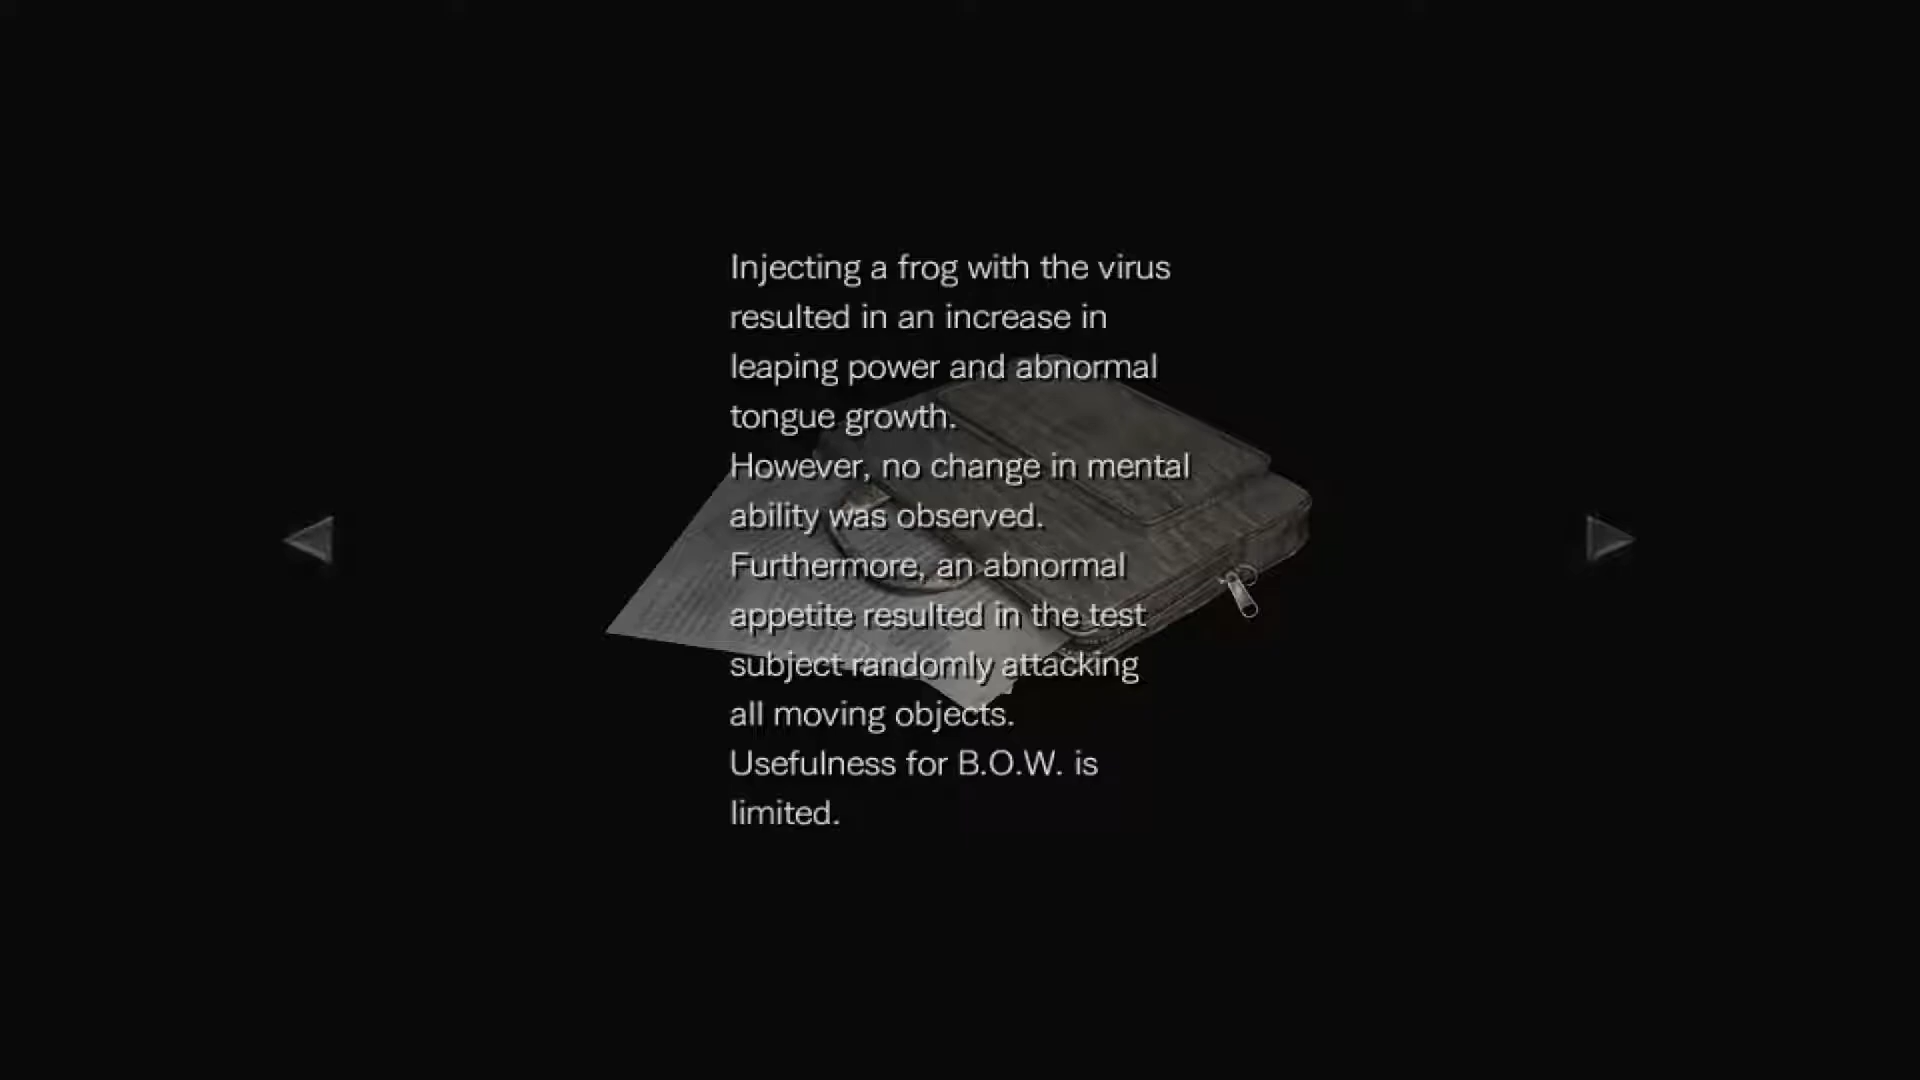 Injecting a frog with the virus
resulted in an increase in
leaping power and abnormal
tongue growth.
However, no change in mental
ability was observed.
Furthermore, an abnormal
appetite resulted in the test
subject randomly attacking
all moving objects.
Usefulness for B.O.W. is
limited.